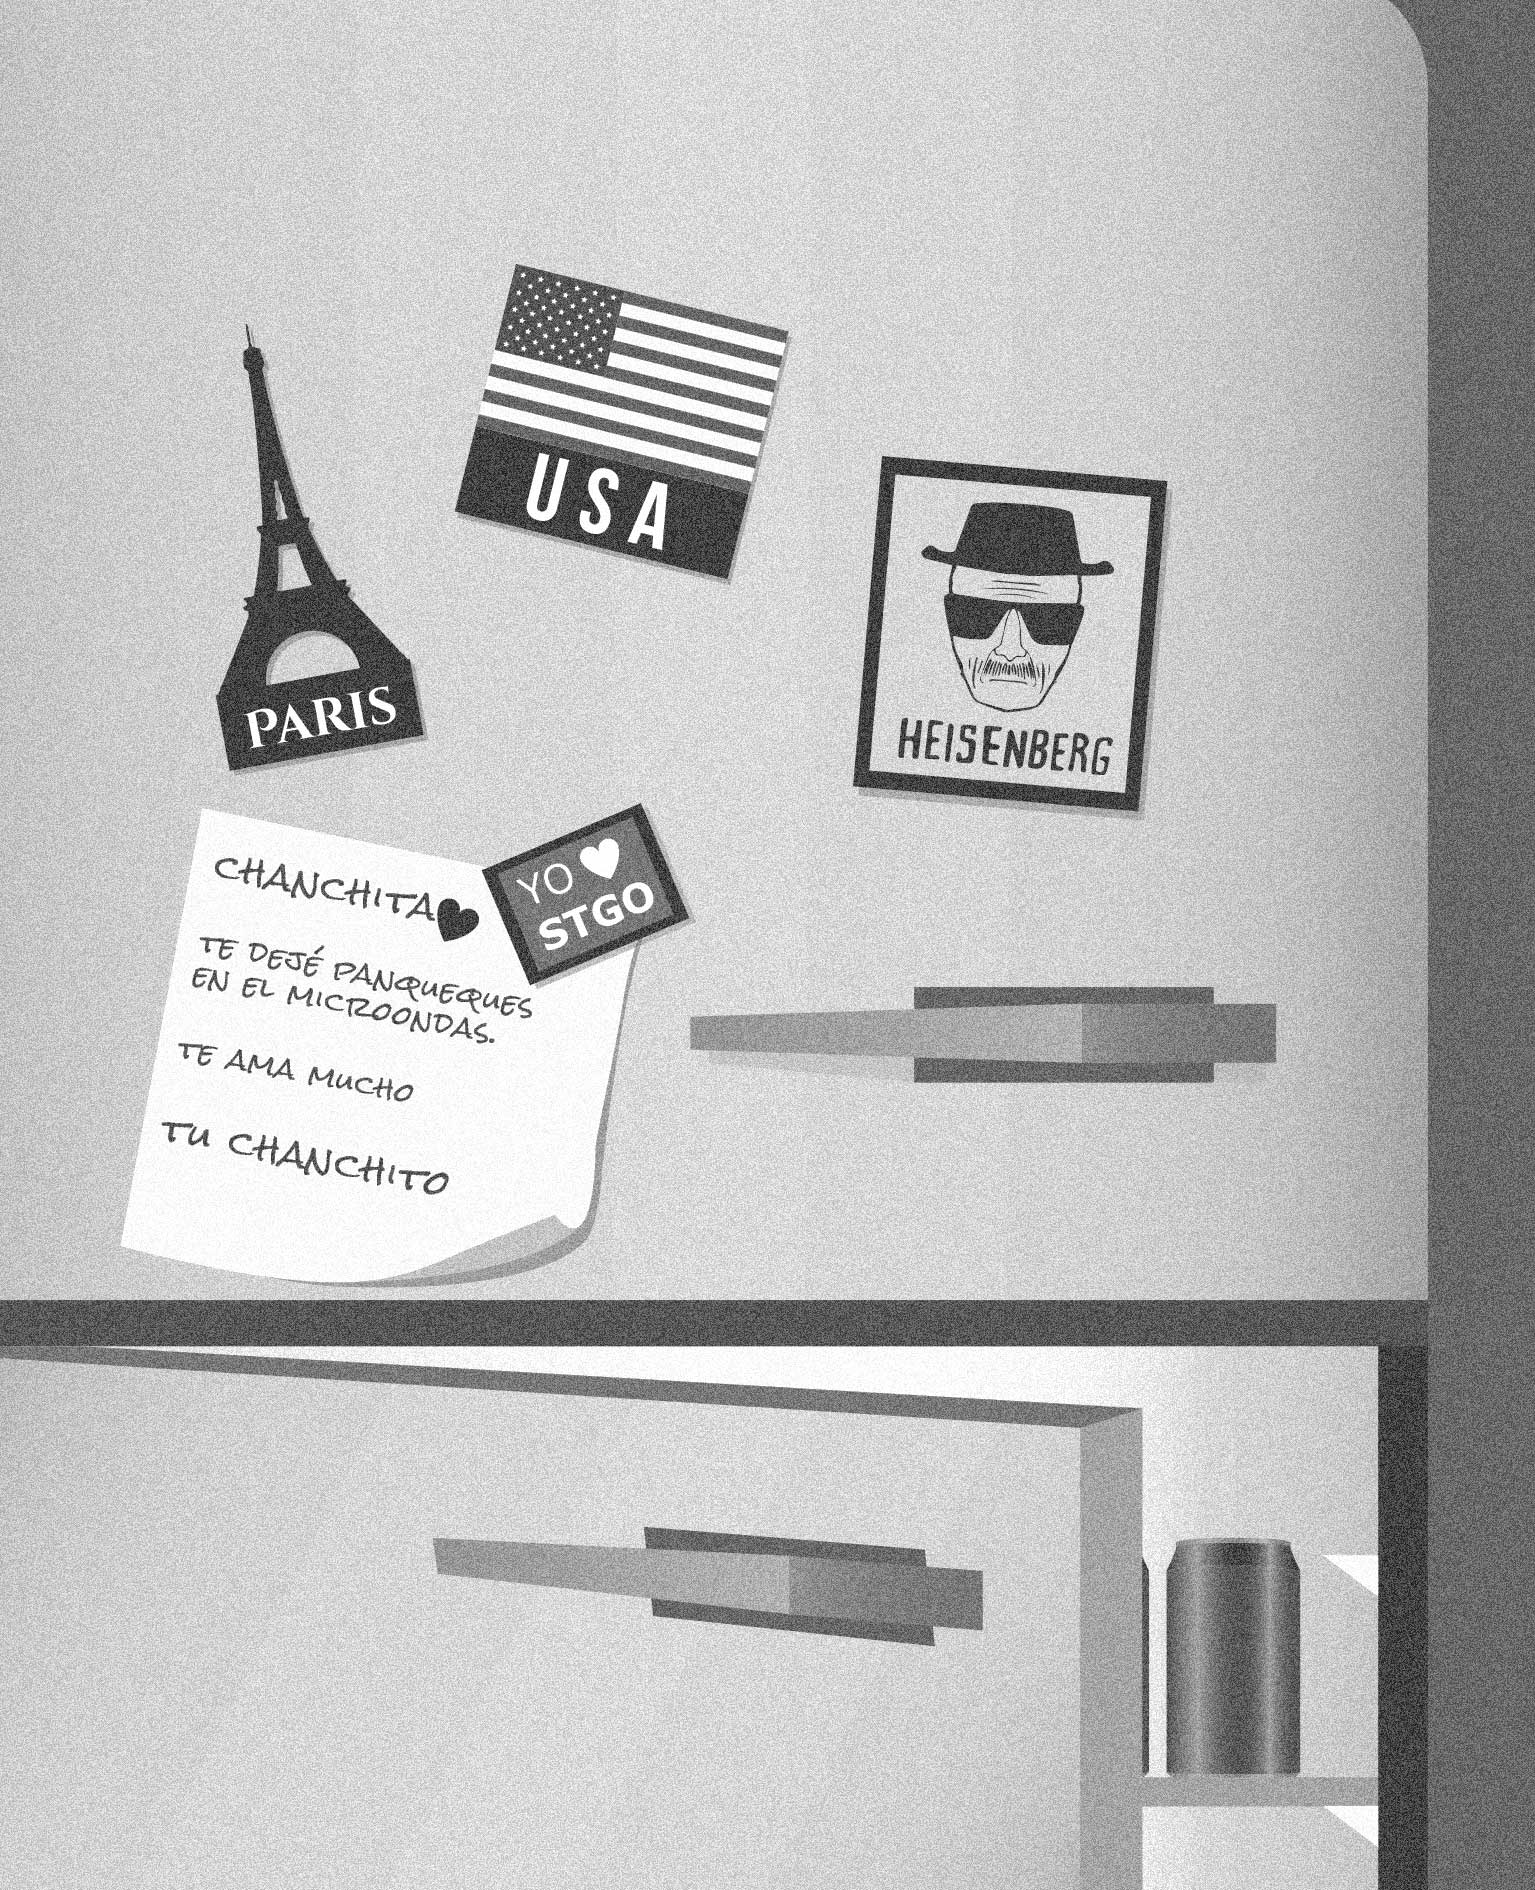 USA
PARIS
HEISENBERG
YO ♥
STGO
CHANCHITA♥
TE DEJÉ PANQUEQUES
EN EL MICROONDAS.
TE AMA MUCHO
TU CHANCHITO